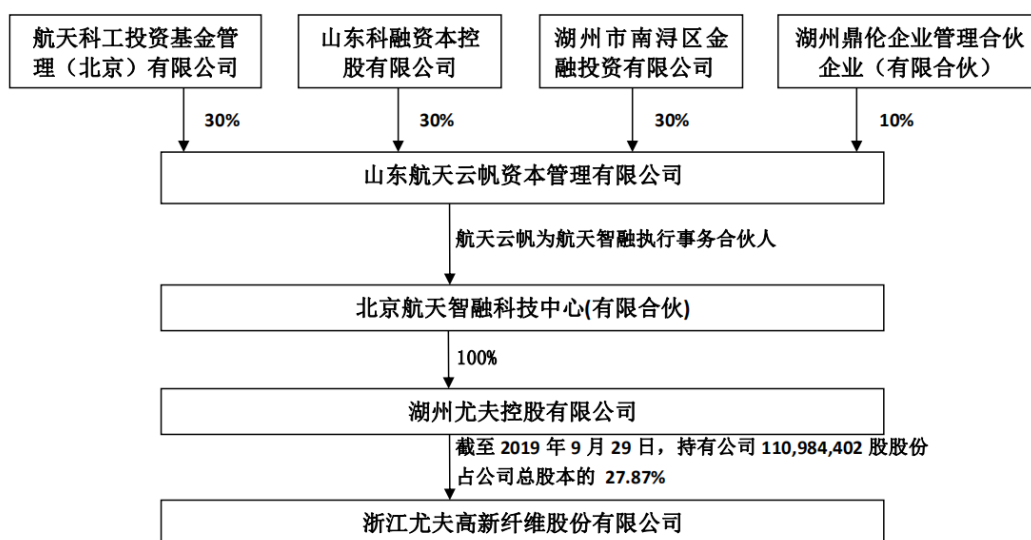 航天科工投资基金管
理（北京）有限公司
山东科融资本控
股有限公司
湖州市南浔区金
融投资有限公司
湖州鼎伦企业管理合伙
企业（有限合伙）
30%
30%
30%
10%
山东航天云帆资本管理有限公司
航天云帆为航天智融执行事务合伙人
北京航天智融科技中心(有限合伙)
100%
湖州尤夫控股有限公司
截至 2019 年 9 月 29 日，持有公司 110,984,402 股股份
占公司总股本的 27.87%
浙江尤夫高新纤维股份有限公司